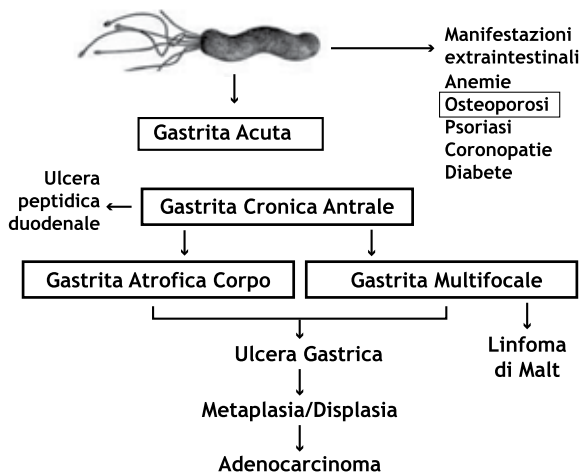 Manifestazioni
extraintestinali
Anemie
Osteoporosi
Psoriasi
Coronopatie
Diabete
Gastrita Acuta
Ulcera
peptidica
duodenale
Gastrita Cronica Antrale
Gastrita Atrofica Corpo
Gastrita Multifocale
Ulcera Gastrica
Linfoma
di Malt
Metaplasia/Displasia
Adenocarcinoma